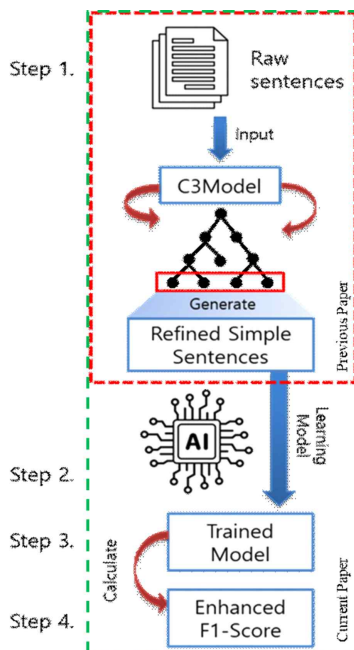 Step 1.
Raw
sentences
Input
C3Model
Generate
Refined Simple
Sentences
Previous Paper
AI
Learning
Model
Step 2.
Step 3.
Trained
Model
Calculate
Step 4.
Enhanced
F1-Score
Current Paper